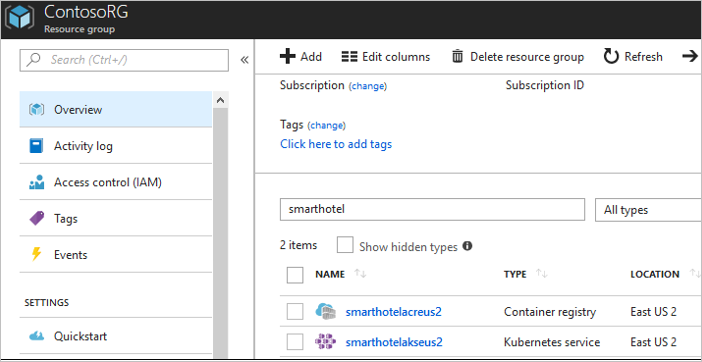 ContosoRG
Resource group
Search (Ctrl+/)
«
Overview
Activity log
Access control (IAM)
Tags
Events
SETTINGS
Quickstart
Add
Edit columns
Delete resource group
Refresh
Subscription (change)
Subscription ID
Tags (change)
Click here to add tags
smarthotel
All types
2 items
Show hidden types
NAME
TYPE
LOCATION
smarthotelacreus2
Container registry
East US 2
smarthotelakseus2
Kubernetes service
East US 2